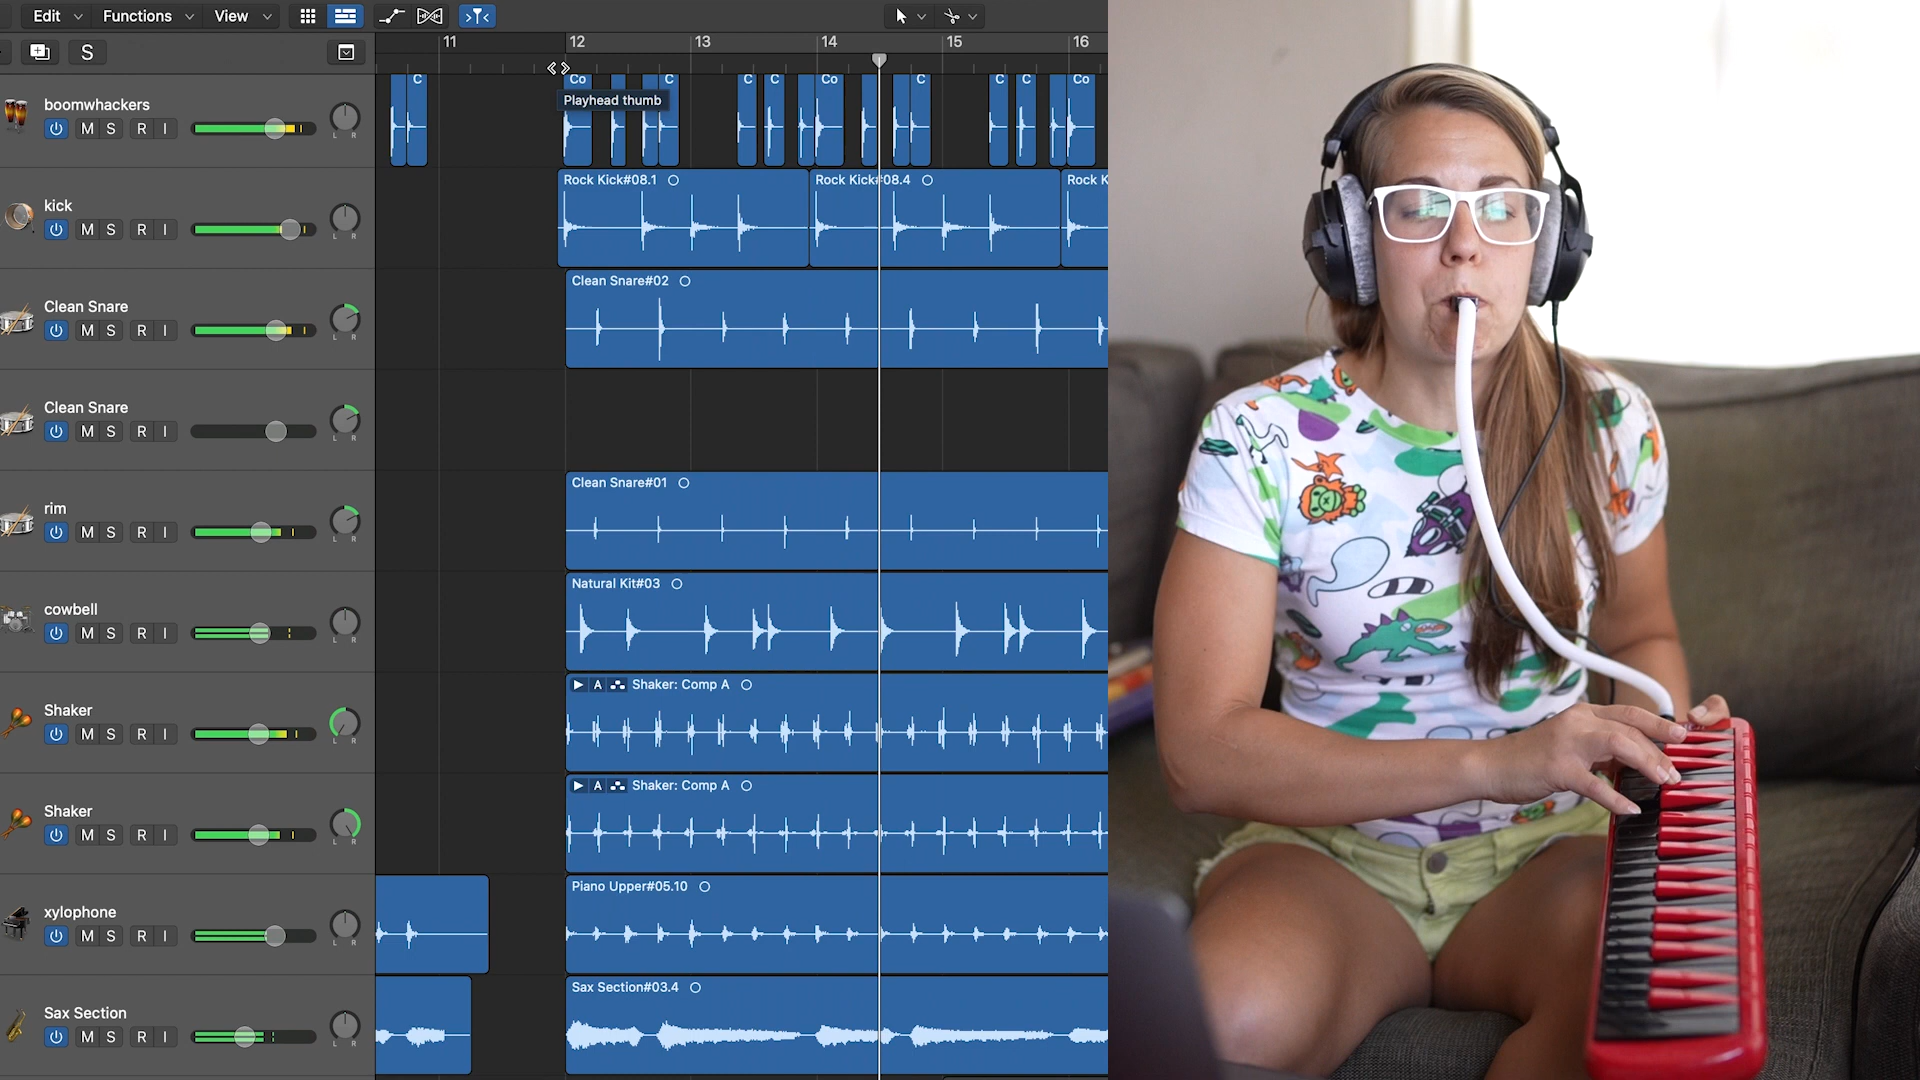 Edit Functions View
11 12 13 14 15 16
S
C Co C C C Co C C C Co
Playhead thumb
boomwhackers
M S R I
L R
Rock Kick#08.1 Rock Kick#08.4 Rock K
kick
M S R I
L R
Clean Snare#02
Clean Snare
M S R I
L R
Clean Snare
M S R I
L R
Clean Snare#01
rim
M S R I
L R
Natural Kit#03
cowbell
M S R I
L R
A Shaker: Comp A
Shaker
M S R I
L R
A Shaker: Comp A
Shaker
M S R I
L R
Piano Upper#05.10
xylophone
M S R I
L R
Sax Section#03.4
Sax Section
M S R I
L R